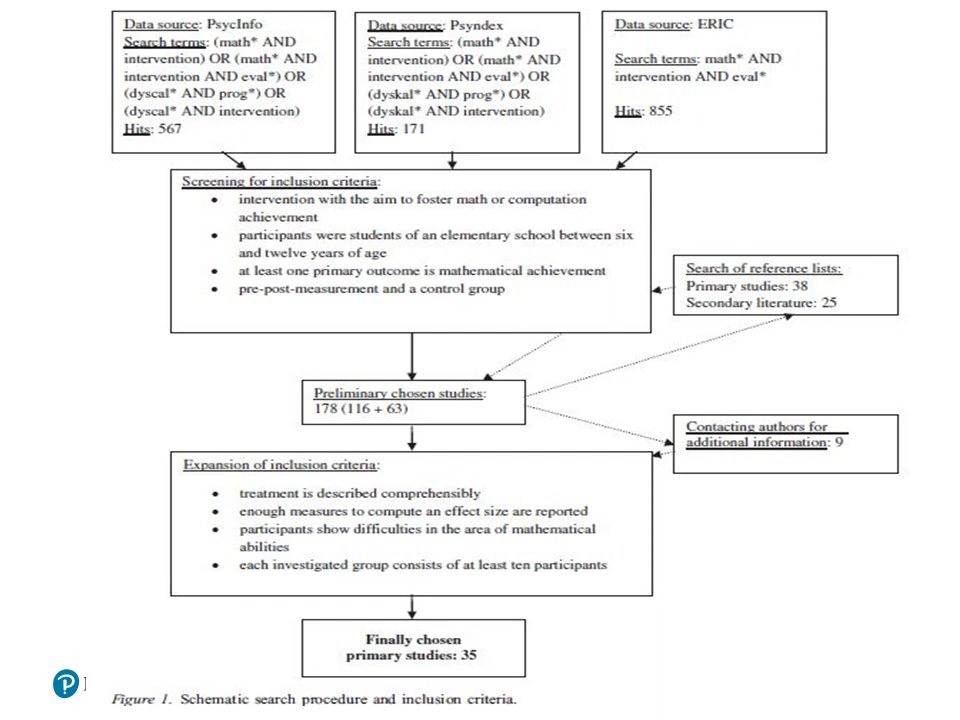 Data source: PsycInfo
Search terms: (math* AND
intervention) OR (math* AND
intervention AND eval*) OR
(dyscal* AND prog*) OR
(dyscal* AND intervention)
Hits: 567
Data source: Psyndex
Search terms: (math* AND
intervention) OR (math* AND
intervention AND eval*) OR
(dyskal* AND prog*) OR
(dyskal* AND intervention)
Hits: 171
Data source: ERIC
Search terms: math* AND
intervention AND eval*
Hits: 855
Screening for inclusion criteria:
• intervention with the aim to foster math or computation
achievement
• participants were students of an elementary school between six
and twelve years of age
• at least one primary outcome is mathematical achievement
• pre-post-measurement and a control group
Search of reference lists:
Primary studies: 38
Secondary literature: 25
Preliminary chosen studies:
178 (116 + 63)
Contacting authors for
additional information: 9
Expansion of inclusion criteria:
• treatment is described comprehensibly
• enough measures to compute an effect size are reported
• participants show difficulties in the area of mathematical
abilities
• each investigated group consists of at least ten participants
Finally chosen
primary studies: 35
P
Figure 1. Schematic search procedure and inclusion criteria.